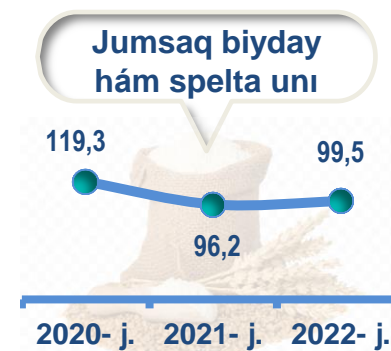 Jumsaq biyday
hám spelta unı
119,3
96,2
99,5
2020- j. 2021- j. 2022- j.